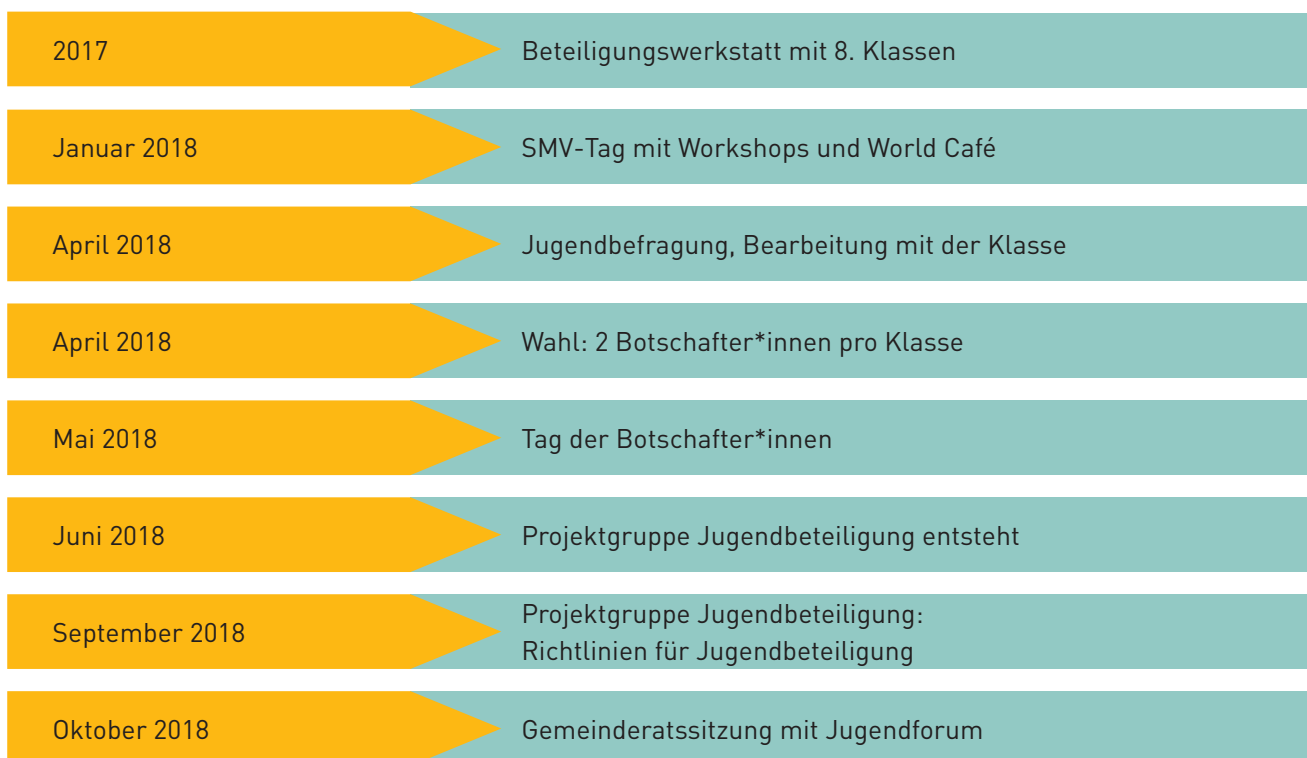 2017
Beteiligungswerkstatt mit 8. Klassen
Januar 2018
SMV-Tag mit Workshops und World Café
April 2018
Jugendbefragung, Bearbeitung mit der Klasse
April 2018
Wahl: 2 Botschafter*innen pro Klasse
Mai 2018
Tag der Botschafter*innen
Juni 2018
Projektgruppe Jugendbeteiligung entsteht
September 2018
Projektgruppe Jugendbeteiligung:
Richtlinien für Jugendbeteiligung
Oktober 2018
Gemeinderatssitzung mit Jugendforum